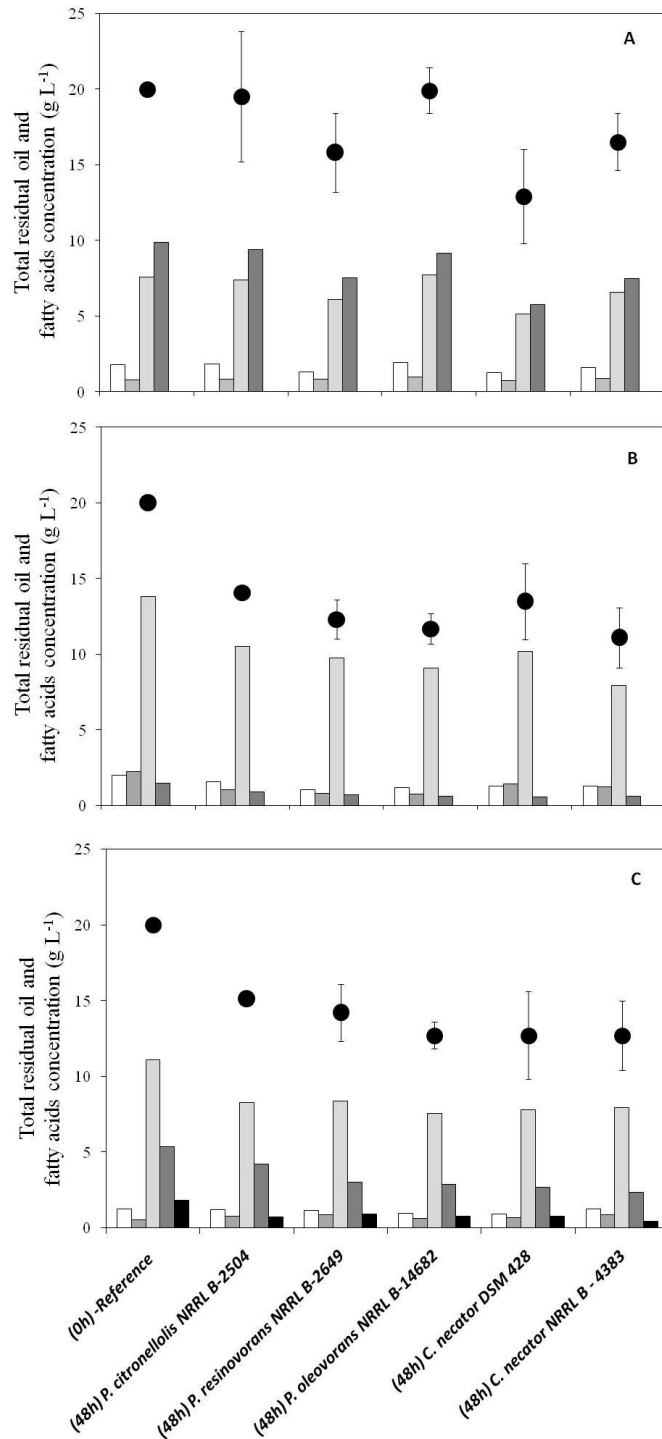 A
Total residual oil and
fatty acids concentration (g L-1)
25
20
15
10
5
0
B
Total residual oil and
fatty acids concentration (g L-1)
25
20
15
10
5
0
C
Total residual oil and
fatty acids concentration (g L-1)
25
20
15
10
5
0
(0h) -Reference
(48h) P. citronellolis NRRL B-2504
(48h) P. resinovorans NRRL B-2649
(48h) P. oleovorans NRRL B-14682
(48h) C. necator DSM 428
(48h) C. necator NRRL B - 4383